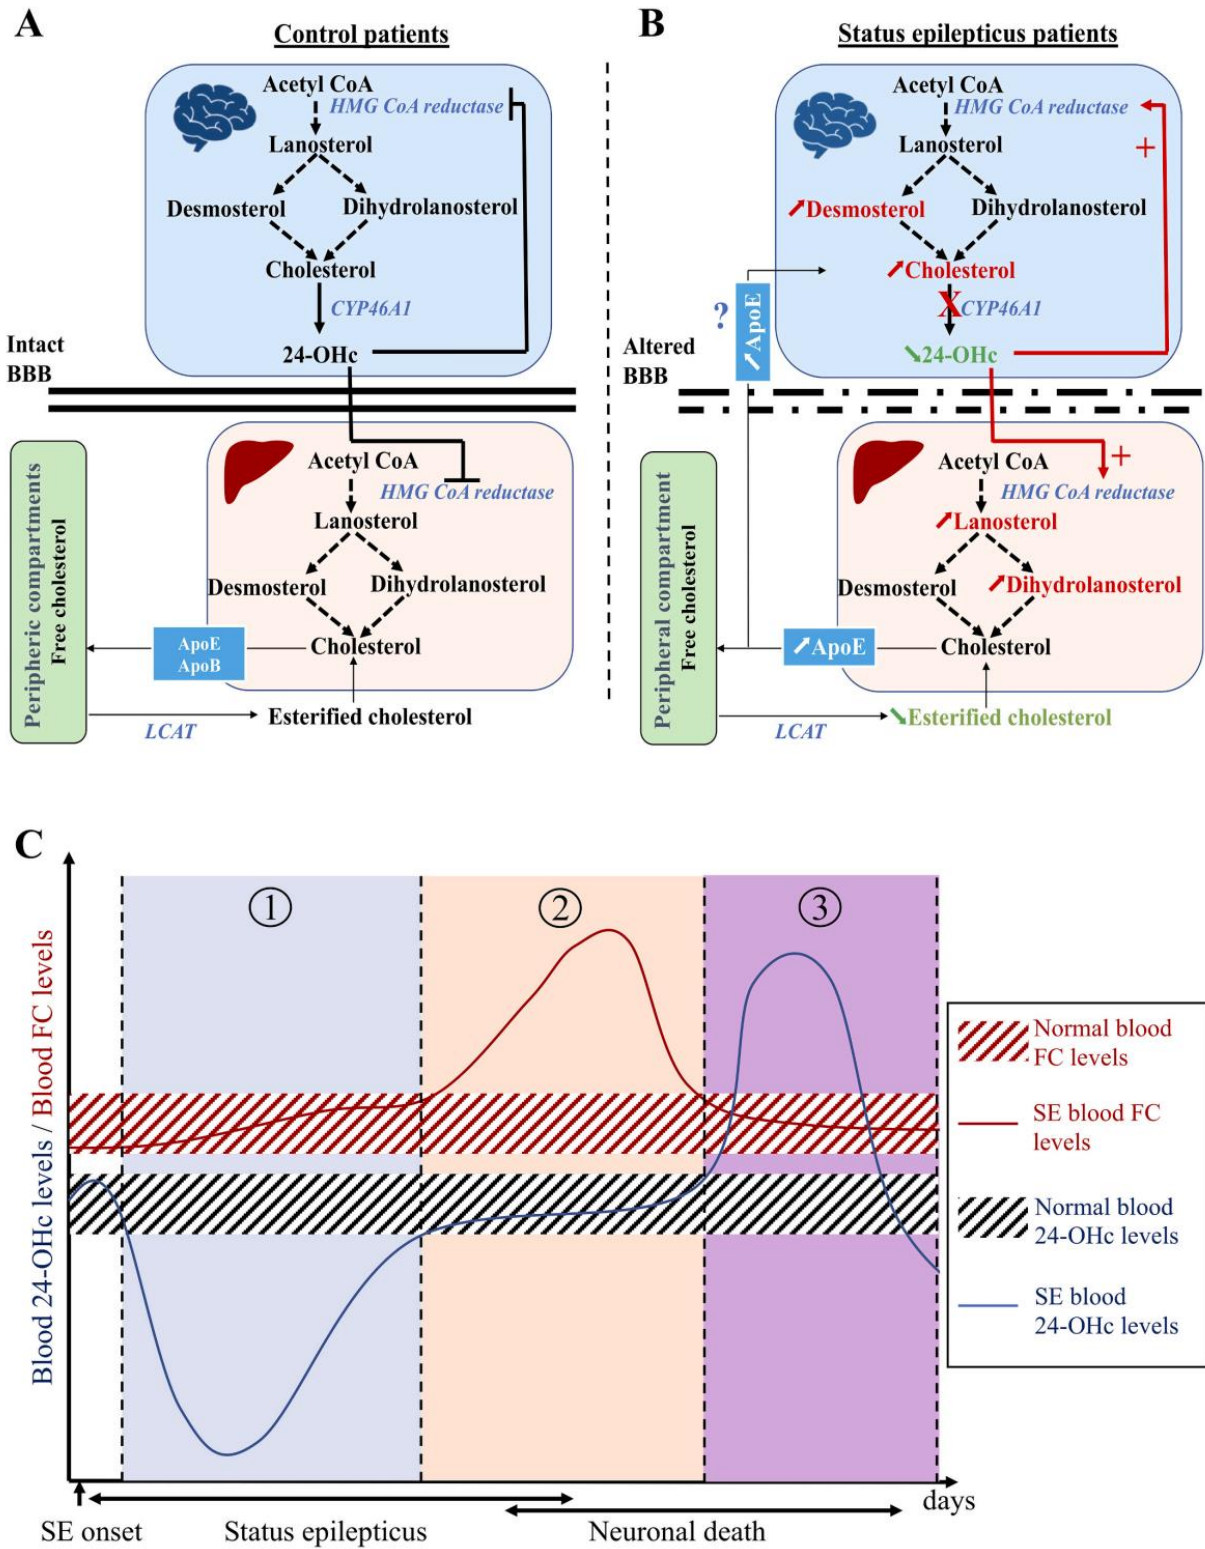 A
Control patients
Acetyl CoA
HMG CoA reductase
Lanosterol
Desmosterol
Dihydrolanosterol
Cholesterol
CYP46A1
24-OHc
Intact
BBB
Acetyl CoA
HMG CoA reductase
Lanosterol
Desmosterol
Dihydrolanosterol
Cholesterol
ApoE
ApoB
Peripheric compartments
Free cholesterol
Esterified cholesterol
LCAT
B
Status epilepticus patients
Acetyl CoA
HMG CoA reductase
+
Lanosterol
Desmosterol
Dihydrolanosterol
Cholesterol
X
CYP46A1
24-OHc
?
ApoE
Altered
BBB
Acetyl CoA
+
HMG CoA reductase
Lanosterol
Desmosterol
Dihydrolanosterol
Cholesterol
ApoE
Peripheral compartment
Free cholesterol
Esterified cholesterol
LCAT
C
Blood 24-OHc levels / Blood FC levels
1
2
3
Normal blood
FC levels
SE blood FC
levels
Normal blood
24-OHc levels
SE blood
24-OHc levels
days
SE onset
Status epilepticus
Neuronal death